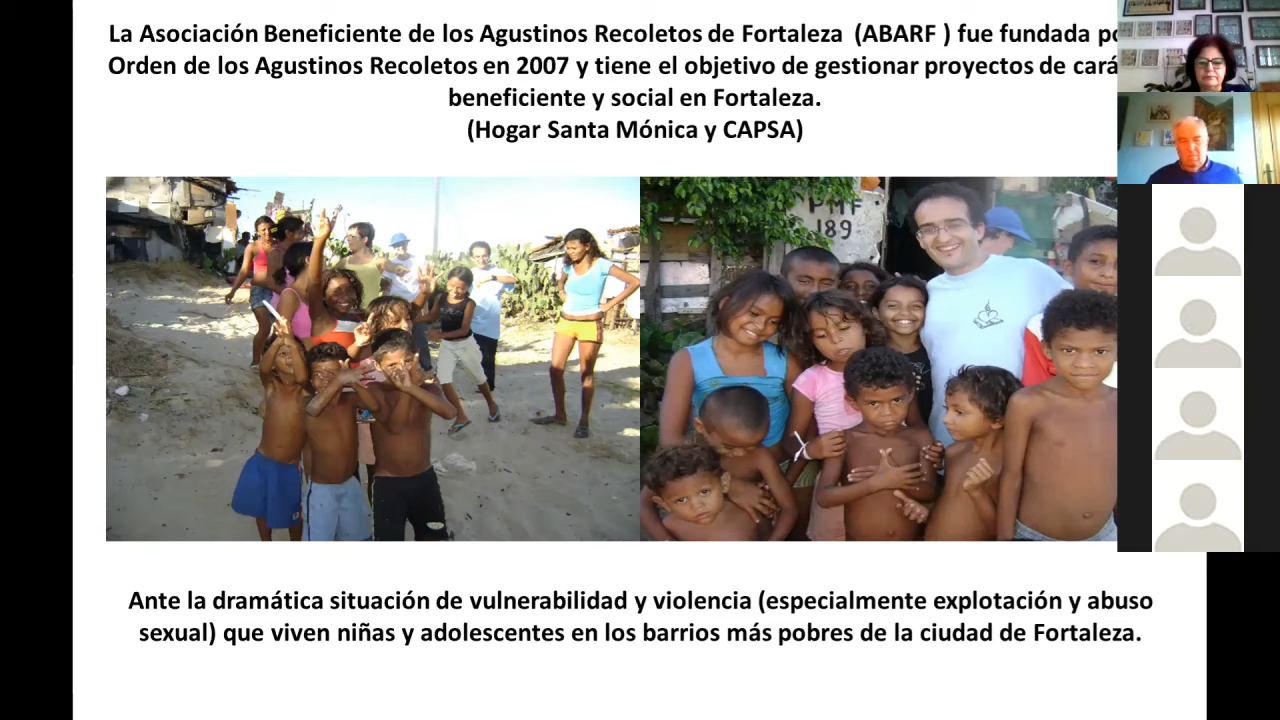 La Asociación Beneficiente de los Agustinos Recoletos de Fortaleza (ABARF ) fue fundada
Orden de los Agustinos Recoletos en 2007 y tiene el objetivo de gestionar proyectos de
beneficiente y social en Fortaleza.
(Hogar Santa Mónica y CAPSA)
PMF
189
Ante la dramática situación de vulnerabilidad y violencia (especialmente explotación y abuso
sexual) que viven niñas y adolescentes en los barrios más pobres de la ciudad de Fortaleza.